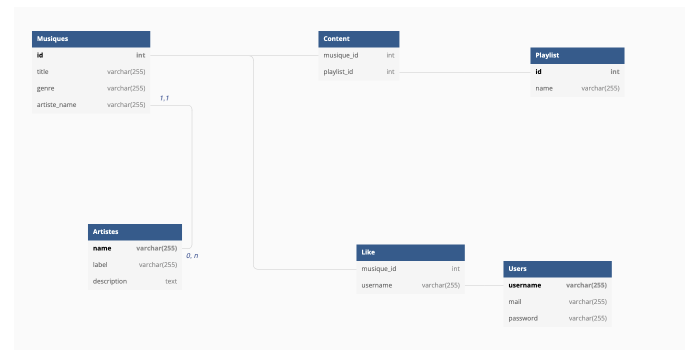 Musiques
id int
title varchar(255)
genre varchar(255)
artiste_name varchar(255)
1,1
Content
musique_id int
playlist_id int
Playlist
id int
name varchar(255)
Artistes
name varchar(255)
label varchar(255)
description text
0, n
Like
musique_id int
username varchar(255)
Users
username varchar(255)
mail varchar(255)
password varchar(255)